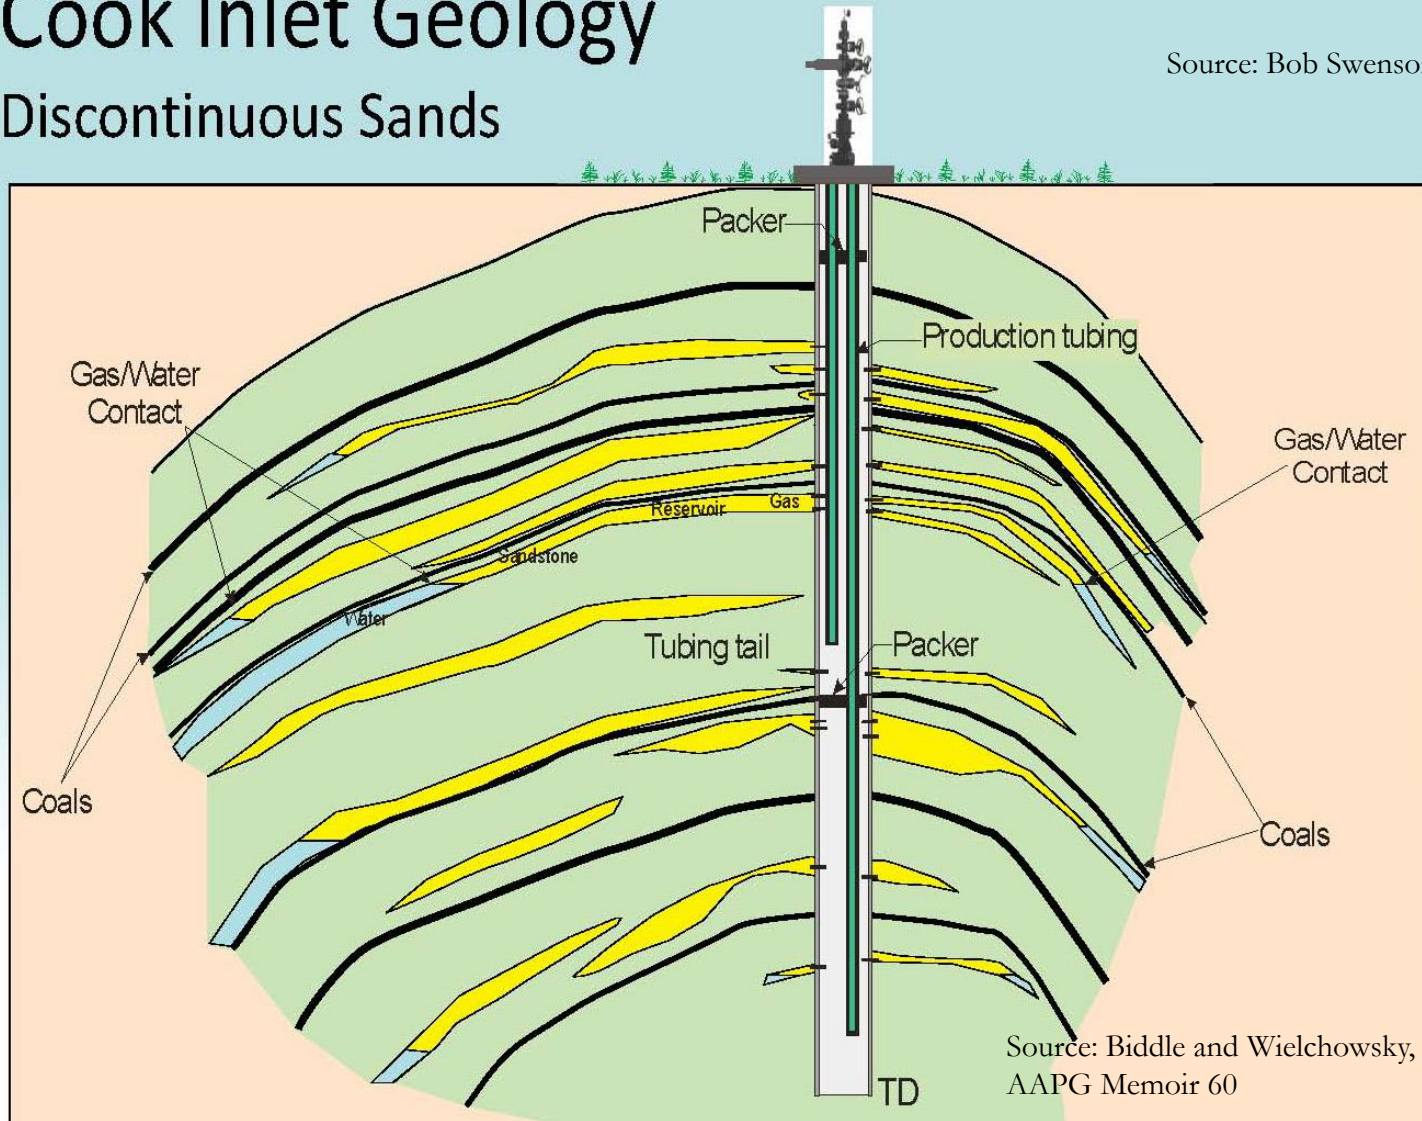 Cook Inlet Geology
Discontinuous Sands
Source: Bob Swenso
Packer
Production tubing
Gas/Water
Contact
Gas/Water
Contact
Reservoir
Gas
Sandstone
Water
Tubing tail
Packer
Coals
Coals
Source: Biddle and Wielchowsky,
AAPG Memoir 60
TD